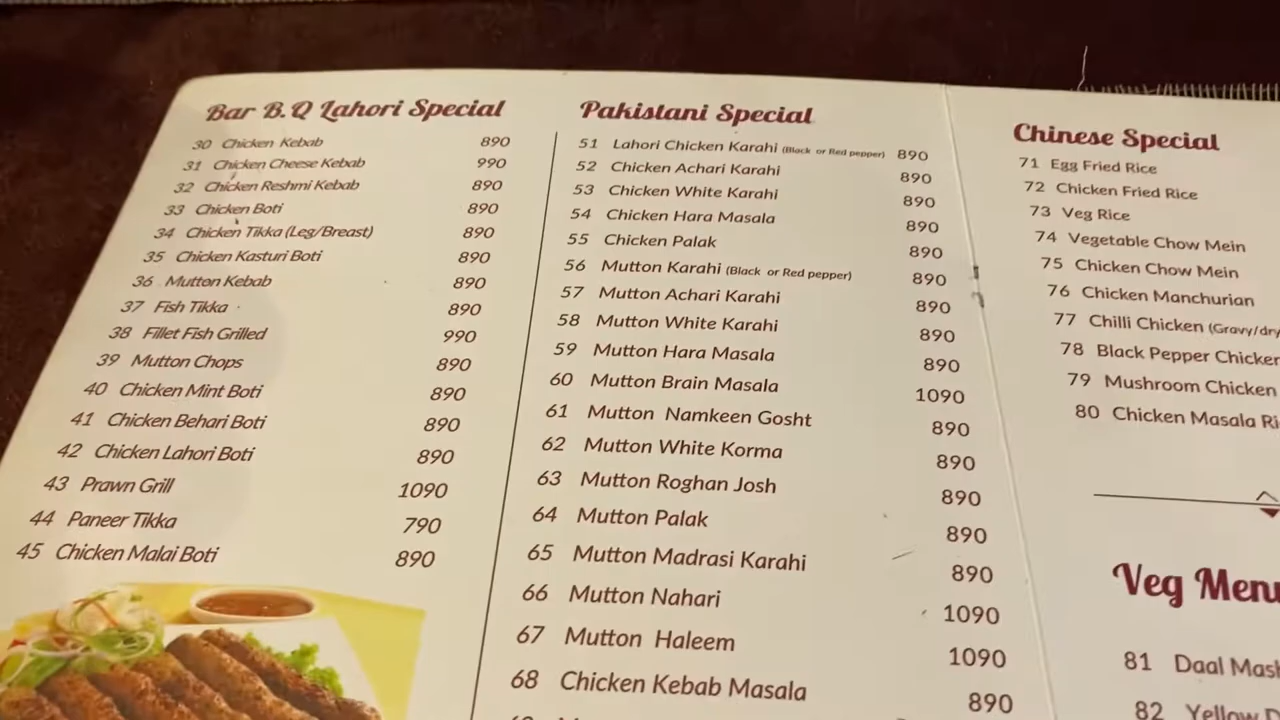 Bar B.Q Lahori Special
30 Chicken Kebab 890
31 Chicken Cheese Kebab 990
32 Chicken Reshmi Kebab 890
33 Chicken Boti 890
34 Chicken Tikka (Leg/Breast) 890
35 Chicken Kasturi Boti 890
36 Mutton Kebab 890
37 Fish Tikka 890
38 Fillet Fish Grilled 990
39 Mutton Chops 890
40 Chicken Mint Boti 890
41 Chicken Behari Boti 890
42 Chicken Lahori Boti 890
43 Prawn Grill 1090
44 Paneer Tikka 790
45 Chicken Malai Boti 890
Pakistani Special
51 Lahori Chicken Karahi (Black or Red pepper) 890
52 Chicken Achari Karahi 890
53 Chicken White Karahi 890
54 Chicken Hara Masala 890
55 Chicken Palak 890
56 Mutton Karahi (Black or Red pepper) 890
57 Mutton Achari Karahi 890
58 Mutton White Karahi 890
59 Mutton Hara Masala 890
60 Mutton Brain Masala 1090
61 Mutton Namkeen Gosht 890
62 Mutton White Korma 890
63 Mutton Roghan Josh 890
64 Mutton Palak 890
65 Mutton Madrasi Karahi 890
66 Mutton Nahari 1090
67 Mutton Haleem 1090
68 Chicken Kebab Masala 890
Chinese Special
71 Egg Fried Rice
72 Chicken Fried Rice
73 Veg Rice
74 Vegetable Chow Mein
75 Chicken Chow Mein
76 Chicken Manchurian
77 Chilli Chicken (Gravy/dry
78 Black Pepper Chicken
79 Mushroom Chicken
80 Chicken Masala Ri
Veg Menu
81 Daal Mash
82 Yellow D